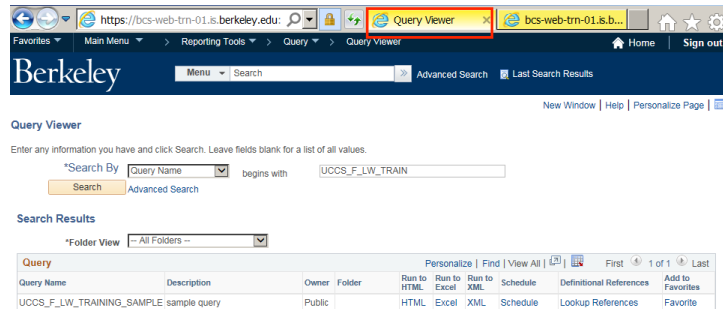 https://bcs-web-trn-01.is.berkeley.edu: Query Viewer × bcs-web-trn-01.is.b...
Favorites Main Menu > Reporting Tools > Query > Query Viewer Home Sign out
Berkeley Menu Search » Advanced Search Last Search Results
New Window | Help | Personalize Page |
Query Viewer
Enter any information you have and click Search. Leave fields blank for a list of all values.
*Search By Query Name begins with UCCS_F_LW_TRAIN
Search Advanced Search
Search Results
*Folder View -- All Folders --
Query Personalize | Find | View All | | First 1 of 1 Last
Query Name Description Owner Folder Run to HTML Run to Excel Run to XML Schedule Definitional References Add to Favorites
UCCS_F_LW_TRAINING_SAMPLE sample query Public HTML Excel XML Schedule Lookup References Favorite